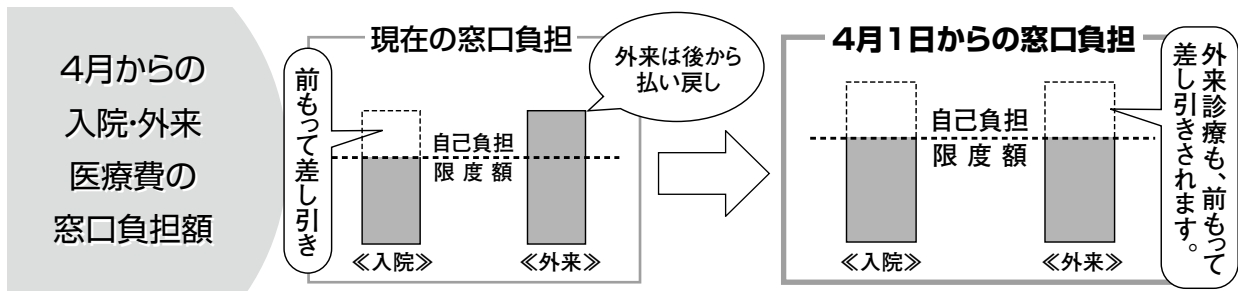 4月からの
入院・外来
医療費の
窓口負担額
現在の窓口負担
前もって差し引き
外来は後から
払い戻し
自己負担
限度額
≪入院≫
≪外来≫
4月1日からの窓口負担
外来診療も、前もって
差し引きされます。
自己負担
限度額
≪入院≫
≪外来≫